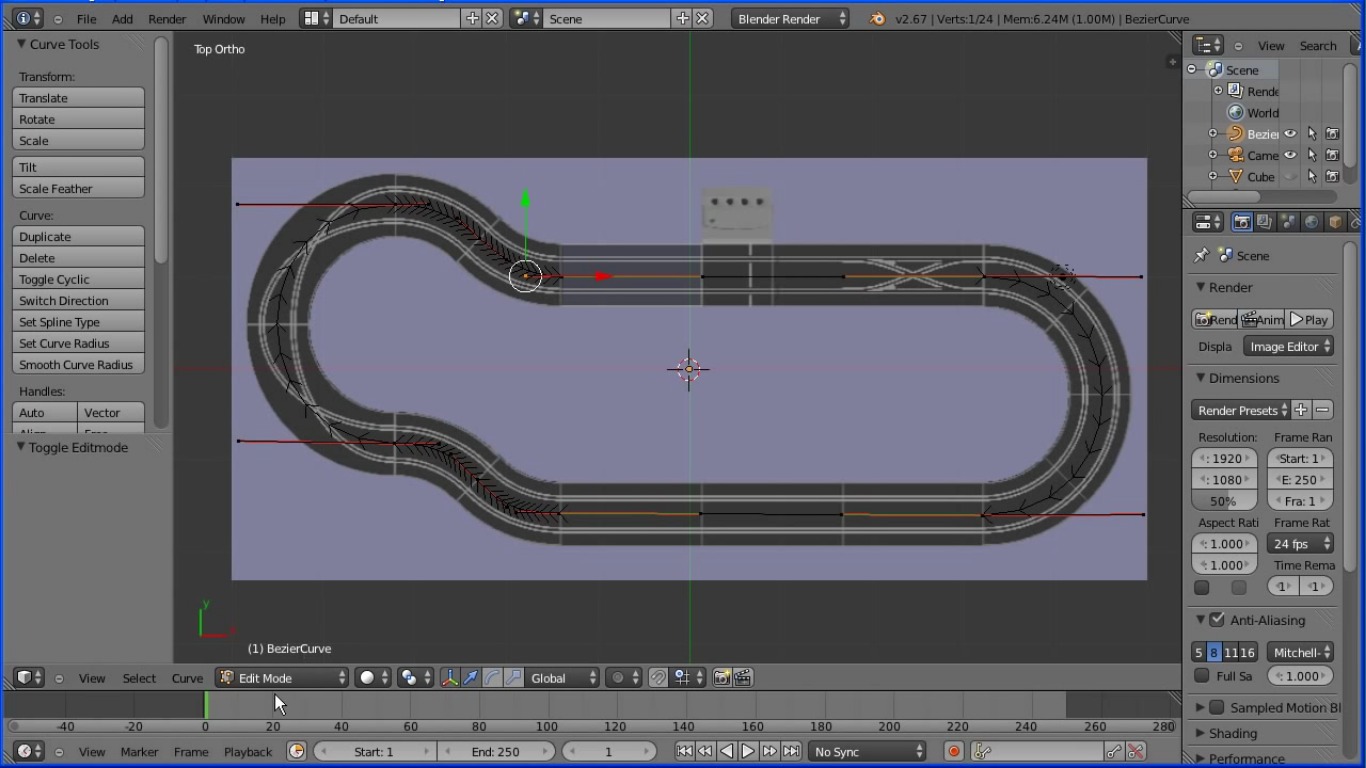 File Add Render Window Help Default Scene Blender Render v2.67 | Verts:1/24 | Mem:6.24M (1.00M) | BezierCurve
Curve Tools
Transform:
Translate
Rotate
Scale
Tilt
Scale Feather
Curve:
Duplicate
Delete
Toggle Cyclic
Switch Direction
Set Spline Type
Set Curve Radius
Smooth Curve Radius
Handles:
Auto Vector
Toggle Editmode
Top Ortho
y
(1) BezierCurve
View Search
Scene
Rende
World
Bezier
Came
Cube
Scene
Render
Rend Anim Play
Displa Image Editor
Dimensions
Render Presets
Resolution: Frame Ran
: 1920 Start: 1
: 1080 E: 250
50% Fra: 1
Aspect Rati Frame Rat
: 1.000 24 fps
: 1.000 Time Rema
1 1
Anti-Aliasing
5 8 11 16 Mitchell-
Full Sa : 1.000
Sampled Motion Bl
Shading
Performance
View Select Curve Edit Mode Global
-40 -20 0 20 40 60 80 100 120 140 160 180 200 220 240 260 280
View Marker Frame Playback Start: 1 End: 250 1 No Sync